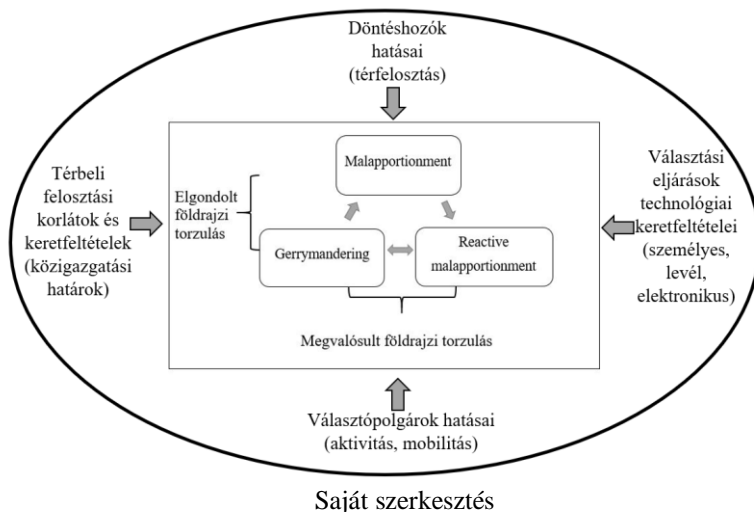 Döntéshozók
hatásai
(térfelosztás)
Térbeli
felosztási
korlátok és
keretfeltételek
(közigazgatási
határok)
Elgondolt
földrajzi
torzulás
Malapportionment
Gerrymandering
Reactive
malapportionment
Megvalósult földrajzi torzulás
Választási
eljárások
technológiai
keretfeltételei
(személyes,
levél,
elektronikus)
Választópolgárok hatásai
(aktivitás, mobilitás)
Saját szerkesztés